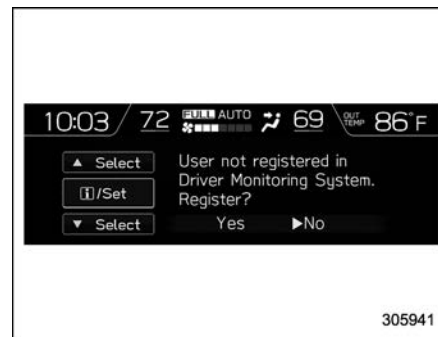 10:03 72 FULL AUTO 69 OUT TEMP 86°F
▲ Select
i/Set
▼ Select
User not registered in
Driver Monitoring System.
Register?
Yes ▶No
305941